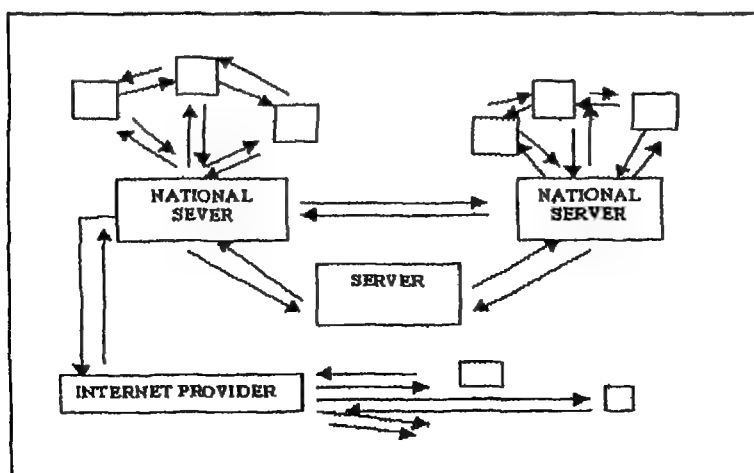 NATIONAL
SEVER
NATIONAL
SERVER
SERVER
INTERNET PROVIDER